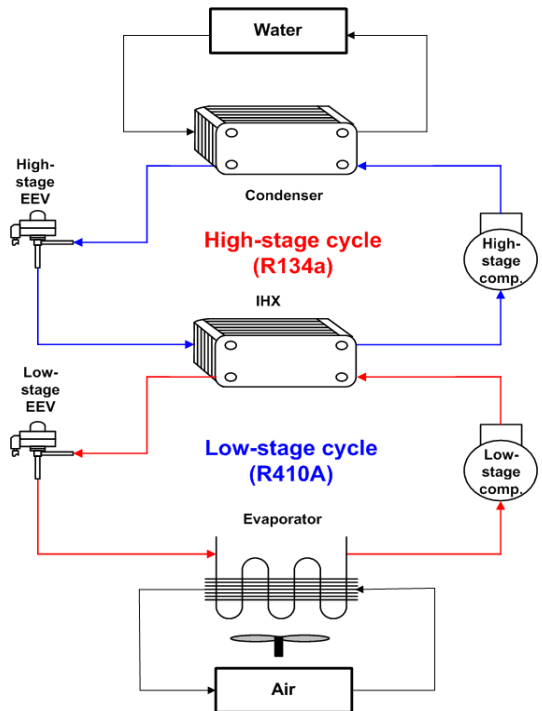 Water
High-
stage
EEV
Condenser
High-stage cycle
(R134a)
High-
stage
comp.
IHX
Low-
stage
EEV
Low-stage cycle
(R410A)
Low-
stage
comp.
Evaporator
Air